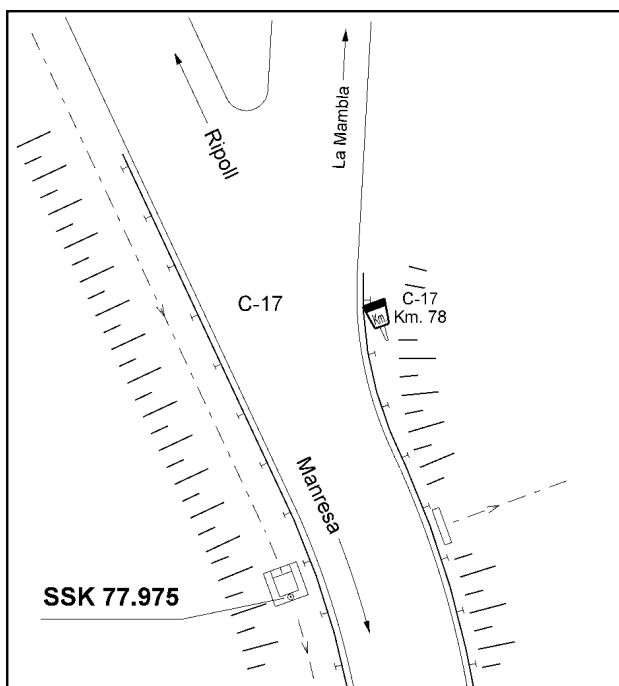 Ripoll
La Mambla
C-17
C-17
Km. 78
Km
Manresa
SSK 77.975